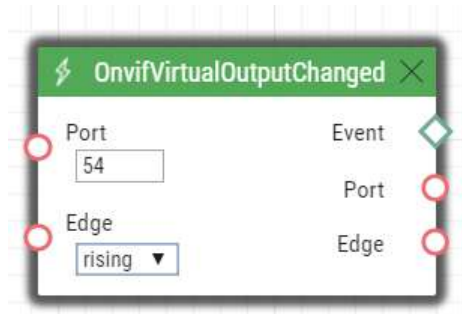 OnvifVirtualOutputChanged
Port
54
Edge
rising
Event
Port
Edge